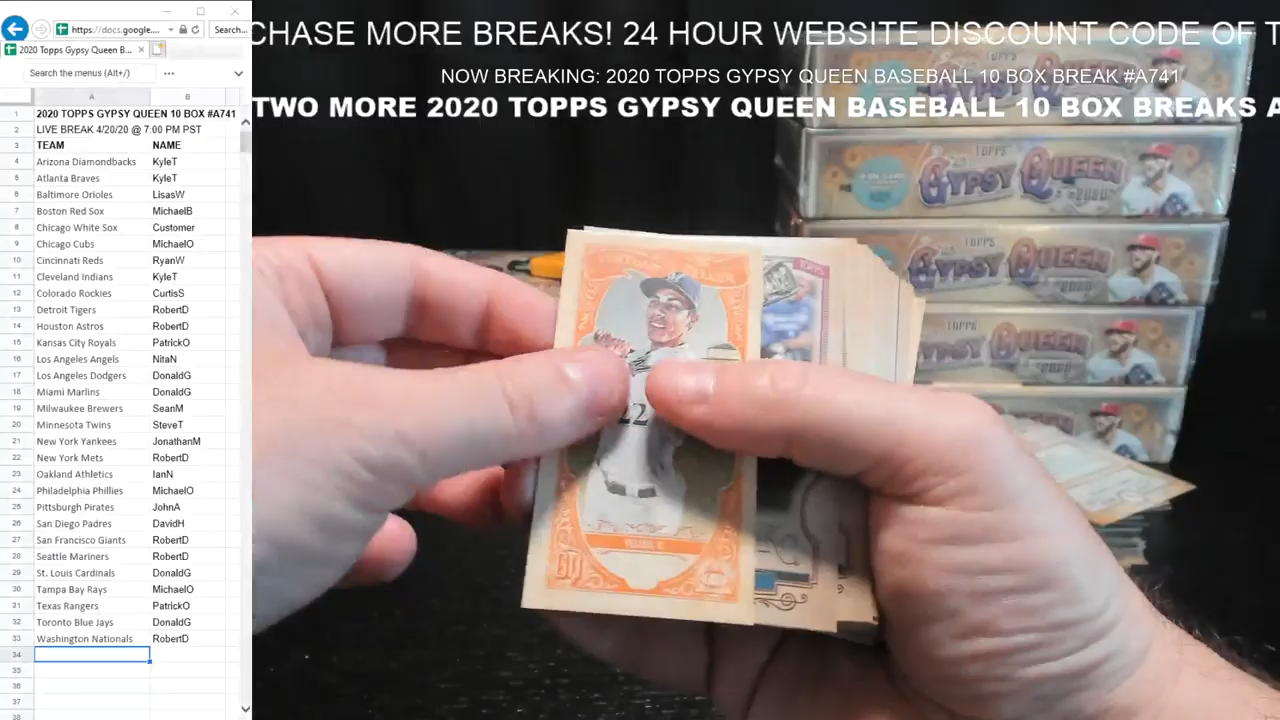 https://docs.google....
Search...
2020 Topps Gypsy Queen B...
Search the menus (Alt+/)
A B
1 2020 TOPPS GYPSY QUEEN 10 BOX #A741
2 LIVE BREAK 4/20/20 @ 7:00 PM PST
3 TEAM NAME
4 Arizona Diamondbacks KyleT
5 Atlanta Braves KyleT
6 Baltimore Orioles LisasW
7 Boston Red Sox MichaelB
8 Chicago White Sox Customer
9 Chicago Cubs MichaelO
10 Cincinnati Reds RyanW
11 Cleveland Indians KyleT
12 Colorado Rockies CurtisS
13 Detroit Tigers RobertD
14 Houston Astros RobertD
15 Kansas City Royals PatrickO
16 Los Angeles Angels NitaN
17 Los Angeles Dodgers DonaldG
18 Miami Marlins DonaldG
19 Milwaukee Brewers SeanM
20 Minnesota Twins SteveT
21 New York Yankees JonathanM
22 New York Mets RobertD
23 Oakland Athletics IanN
24 Philadelphia Phillies MichaelO
25 Pittsburgh Pirates JohnA
26 San Diego Padres DavidH
27 San Francisco Giants RobertD
28 Seattle Mariners RobertD
29 St. Louis Cardinals DonaldG
30 Tampa Bay Rays MichaelO
31 Texas Rangers PatrickO
32 Toronto Blue Jays DonaldG
33 Washington Nationals RobertD
34
35
36
37
38
CHASE MORE BREAKS! 24 HOUR WEBSITE DISCOUNT CODE OF T
NOW BREAKING: 2020 TOPPS GYPSY QUEEN BASEBALL 10 BOX BREAK #A741
TWO MORE 2020 TOPPS GYPSY QUEEN BASEBALL 10 BOX BREAKS A
TOPPS
GYPSY QUEEN
2020
TOPPS
GYPSY QUEEN
TOPPS
GYPSY QUEEN
2020
TOPPS
22